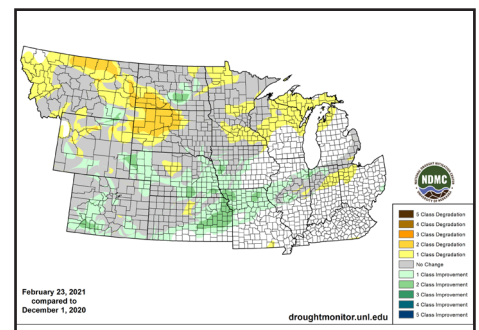 NDMC
5 Class Degradation
4 Class Degradation
3 Class Degradation
2 Class Degradation
1 Class Degradation
No Change
1 Class Improvement
2 Class Improvement
3 Class Improvement
4 Class Improvement
5 Class Improvement
February 23, 2021
compared to
December 1, 2020
droughtmonitor.unl.edu